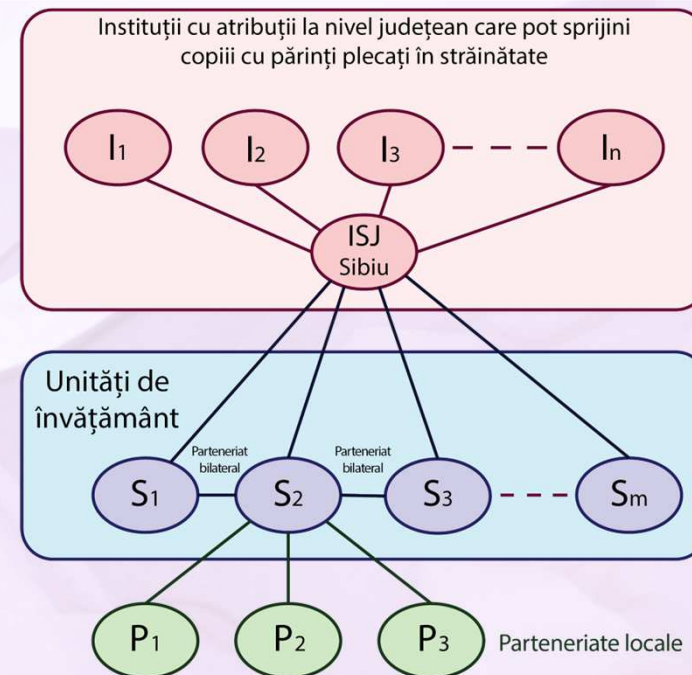 Instituții cu atribuții la nivel județean care pot sprijini
copiii cu părinți plecați în străinătate
I1
I2
I3
In
ISJ
Sibiu
Unități de
învățământ
Parteneriat
bilateral
Parteneriat
bilateral
S1
S2
S3
Sm
P1
P2
P3
Parteneriate locale